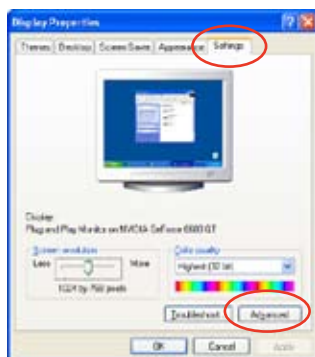 Display Properties
Themes Desktop Screen Saver Appearance Settings
Display:
Plug and Play Monitor on NVIDIA GeForce 6600 GT
Screen resolution
Less More
1024 by 768 pixels
Color quality
Highest (32 bit)
Troubleshoot... Advanced
OK Cancel Apply